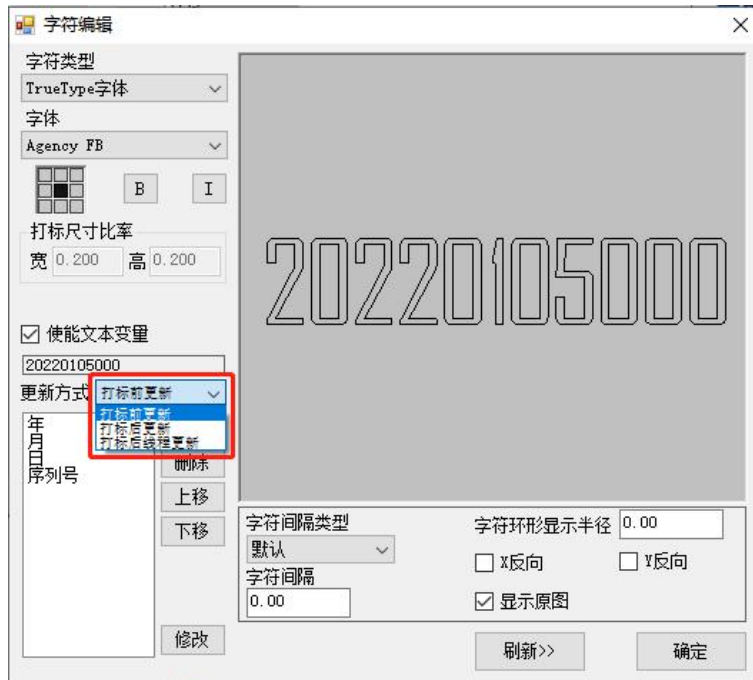 字符编辑
字符类型
TrueType字体
字体
Agency FB
B
I
打标尺寸比率
宽 0.200 高 0.200
使能文本变量
20220105000
更新方式 打标前更新
打标前更新
打标后更新
打标后线程更新
年
月
日
序列号
删除
上移
下移
修改
20220105000
字符间隔类型
默认
字符间隔
0.00
字符环形显示半径 0.00
X反向
Y反向
显示原图
刷新>>
确定